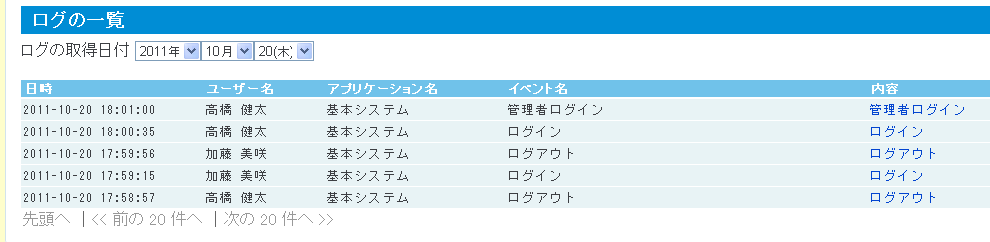 ログの一覧
ログの取得日付 2011年 10月 20(木)
日時 ユーザー名 アプリケーション名 イベント名 内容
2011-10-20 18:01:00 高橋 健太 基本システム 管理者ログイン 管理者ログイン
2011-10-20 18:00:35 高橋 健太 基本システム ログイン ログイン
2011-10-20 17:59:56 加藤 美咲 基本システム ログアウト ログアウト
2011-10-20 17:59:15 加藤 美咲 基本システム ログイン ログイン
2011-10-20 17:58:57 高橋 健太 基本システム ログアウト ログアウト
先頭へ | << 前の 20 件へ | 次の 20 件へ >>